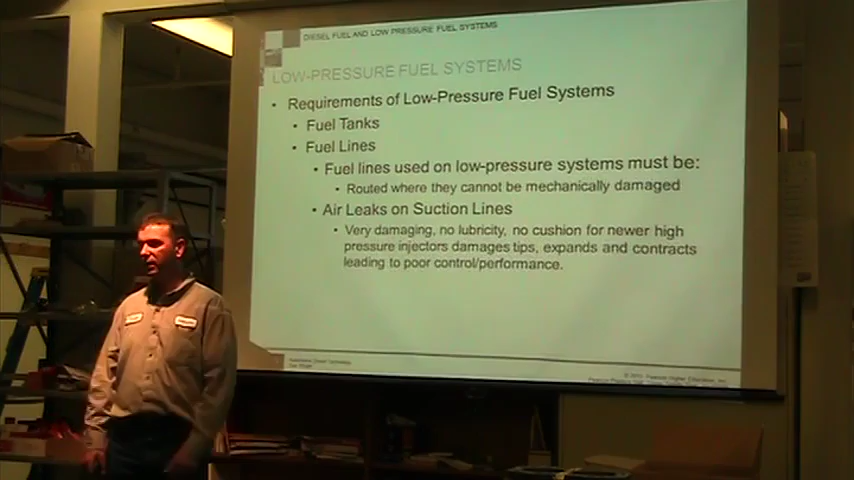 DIESEL FUEL AND LOW PRESSURE FUEL SYSTEMS
LOW-PRESSURE FUEL SYSTEMS
• Requirements of Low-Pressure Fuel Systems
• Fuel Tanks
• Fuel Lines
• Fuel lines used on low-pressure systems must be:
• Routed where they cannot be mechanically damaged
• Air Leaks on Suction Lines
• Very damaging, no lubricity, no cushion for newer high
pressure injectors damages tips, expands and contracts
leading to poor control/performance.